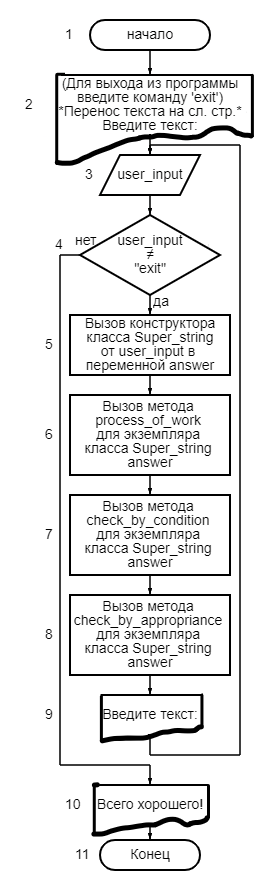 1
начало
2
(Для выхода из программы
введите команду 'exit')
*Перенос текста на сл. стр.*
Введите текст:
3
user_input
4
нет
user_input
≠
"exit"
да
5
Вызов конструктора
класса Super_string
от user_input в
переменной answer
6
Вызов метода
process_of_work
для экземпляра
класса Super_string
answer
7
Вызов метода
check_by_condition
для экземпляра
класса Super_string
answer
8
Вызов метода
check_by_appropriance
для экземпляра
класса Super_string
answer
9
Введите текст:
10
Всего хорошего!
11
Конец